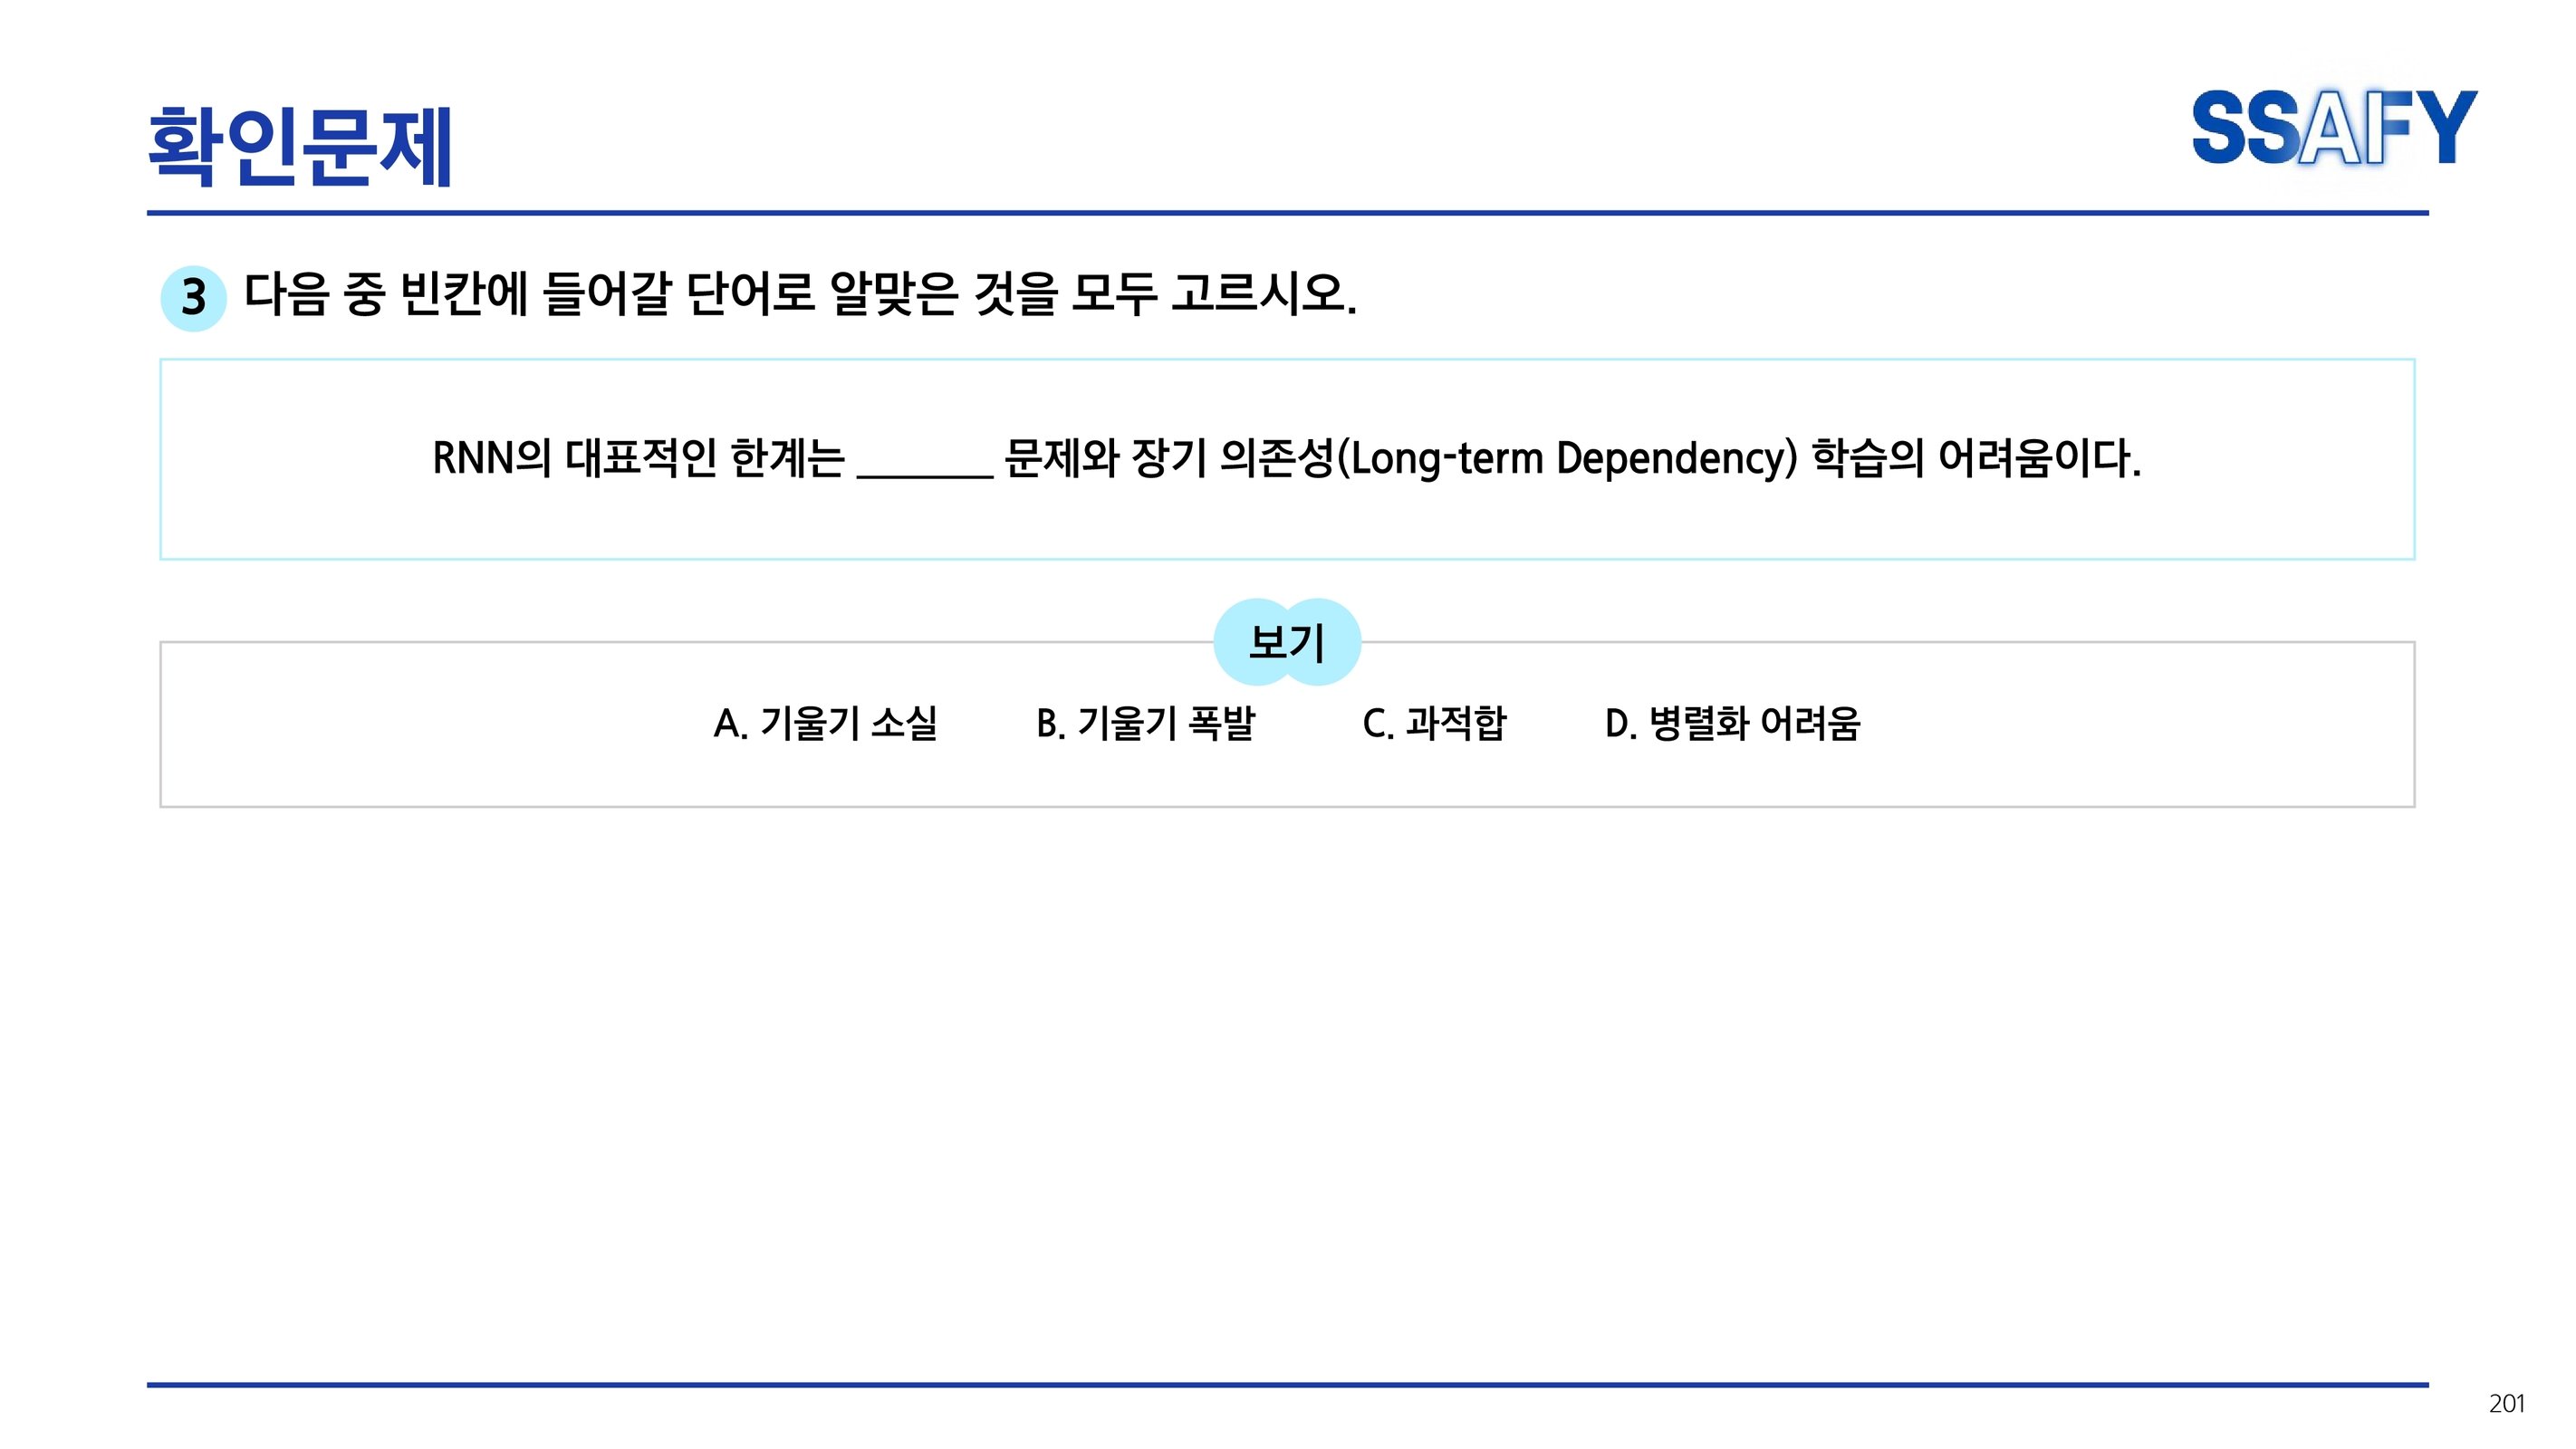 확인문제
SSAFY
3 다음 중 빈칸에 들어갈 단어로 알맞은 것을 모두 고르시오.
RNN의 대표적인 한계는 _______ 문제와 장기 의존성(Long-term Dependency) 학습의 어려움이다.
보기
A. 기울기 소실 B. 기울기 폭발 C. 과적합 D. 병렬화 어려움
201